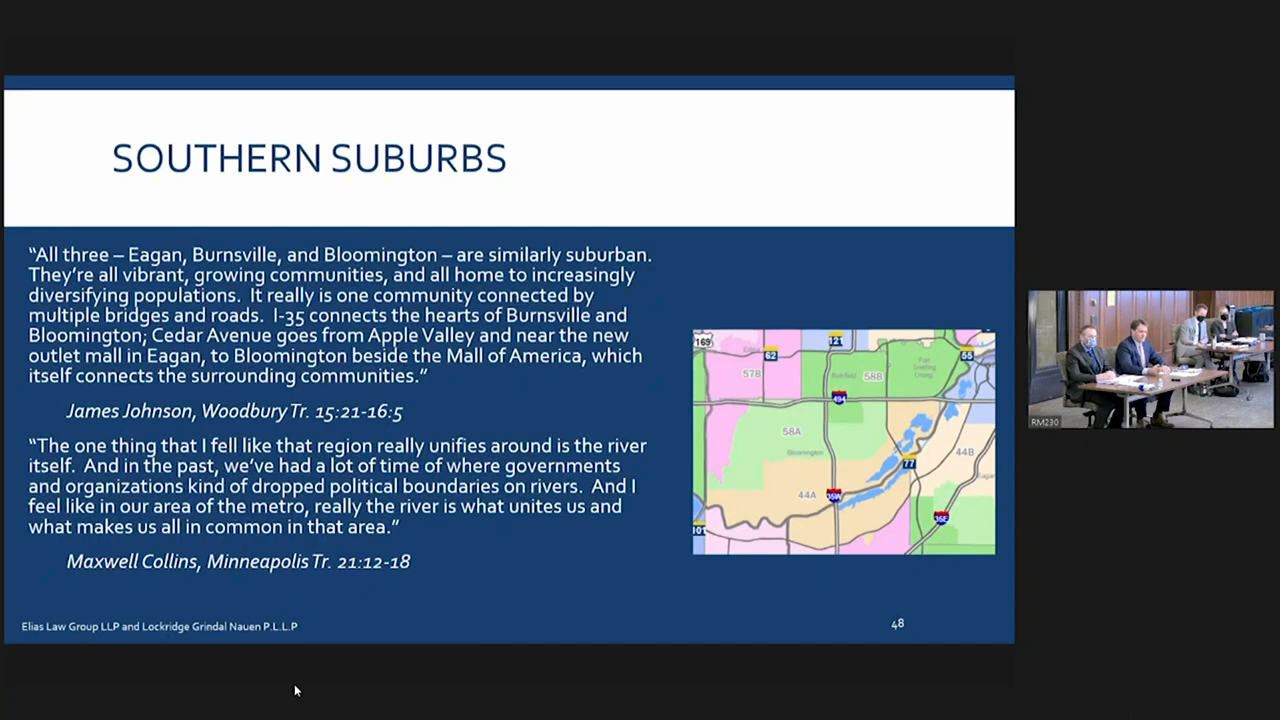 SOUTHERN SUBURBS
“All three – Eagan, Burnsville, and Bloomington – are similarly suburban.
They’re all vibrant, growing communities, and all home to increasingly
diversifying populations. It really is one community connected by
multiple bridges and roads. I-35 connects the hearts of Burnsville and
Bloomington; Cedar Avenue goes from Apple Valley and near the new
outlet mall in Eagan, to Bloomington beside the Mall of America, which
itself connects the surrounding communities.”
James Johnson, Woodbury Tr. 15:21-16:5
“The one thing that I fell like that region really unifies around is the river
itself. And in the past, we’ve had a lot of time of where governments
and organizations kind of dropped political boundaries on rivers. And I
feel like in our area of the metro, really the river is what unites us and
what makes us all in common in that area.”
Maxwell Collins, Minneapolis Tr. 21:12-18
169
62
121
55
57B
Richfield
58B
Fort
Snelling
Unorg.
494
58A
Bloomington
77
44B
Eagan
44A
35W
35E
101
Elias Law Group LLP and Lockridge Grindal Nauen P.L.L.P
48
RM230